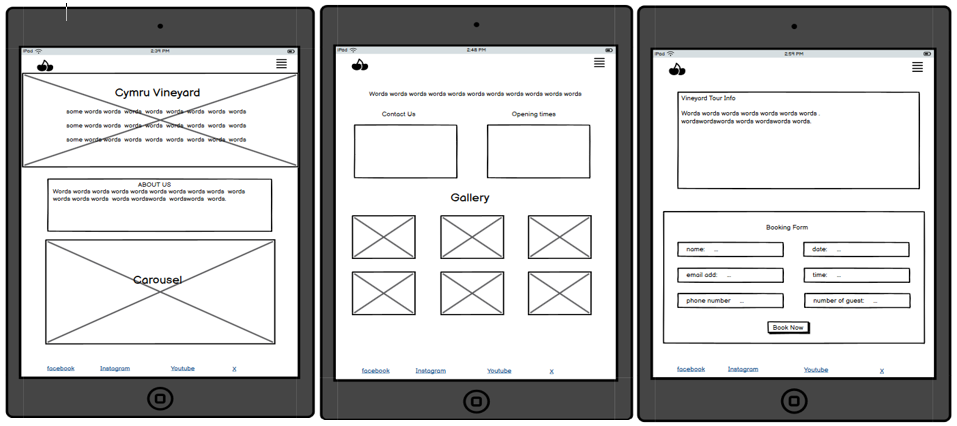 iPad 2:39 PM
Cymru Vineyard
some words words words words words words words
some words words words words words words words
some words words words words words words words
ABOUT US
Words words words words words words words words words words
words words words words wordswords wordswords words.
Carousel
facebook Instagram Youtube X
iPad 2:48 PM
Words words words words words words words words words words words
Contact Us Opening times
Gallery
facebook Instagram Youtube X
iPad 2:59 PM
Vineyard Tour Info
Words words words words words words words words .
wordswordswords words wordswords words.
Booking Form
name: ... date: ...
email add: ... time: ...
phone number ... number of guest: ...
Book Now
facebook Instagram Youtube X